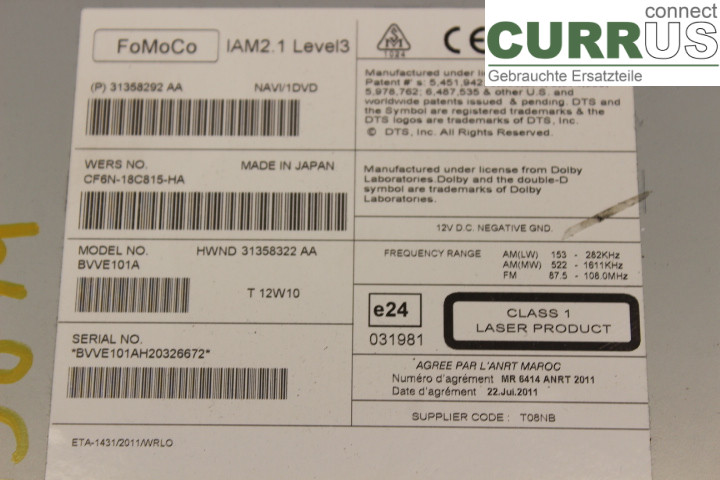 connect
CURRUS
Gebrauchte Ersatzteile
FoMoCo
IAM2.1 Level3
(P) 31358292 AA NAVI/1DVD
WERS NO. MADE IN JAPAN
CF6N-18C815-HA
MODEL NO. HWND 31358322 AA
BVVE101A
T 12W10
SERIAL NO.
*BVVE101AH20326672*
ETA-1431/2011/WRLO
1024
CE
Manufactured under
Patent #'s: 5,451,942
5,978,762; 6,487,535 & other U.S. and
worldwide patents issued & pending. DTS and
the Symbol are registered trademarks &
DTS logos are trademarks of DTS, Inc.
© DTS, Inc. All Rights Reserved.
Manufactured under license from Dolby
Laboratories.Dolby and the double-D
symbol are trademarks of Dolby
Laboratories.
12V D.C. NEGATIVE GND.
FREQUENCY RANGE AM(LW) 153 - 282KHz
AM(MW) 522 - 1611KHz
FM 87.5 - 108.0MHz
e24
031981
CLASS 1
LASER PRODUCT
AGREE PAR L'ANRT MAROC
Numéro d'agrément MR 6414 ANRT 2011
Date d'agrément 22.Jui.2011
SUPPLIER CODE : T08NB